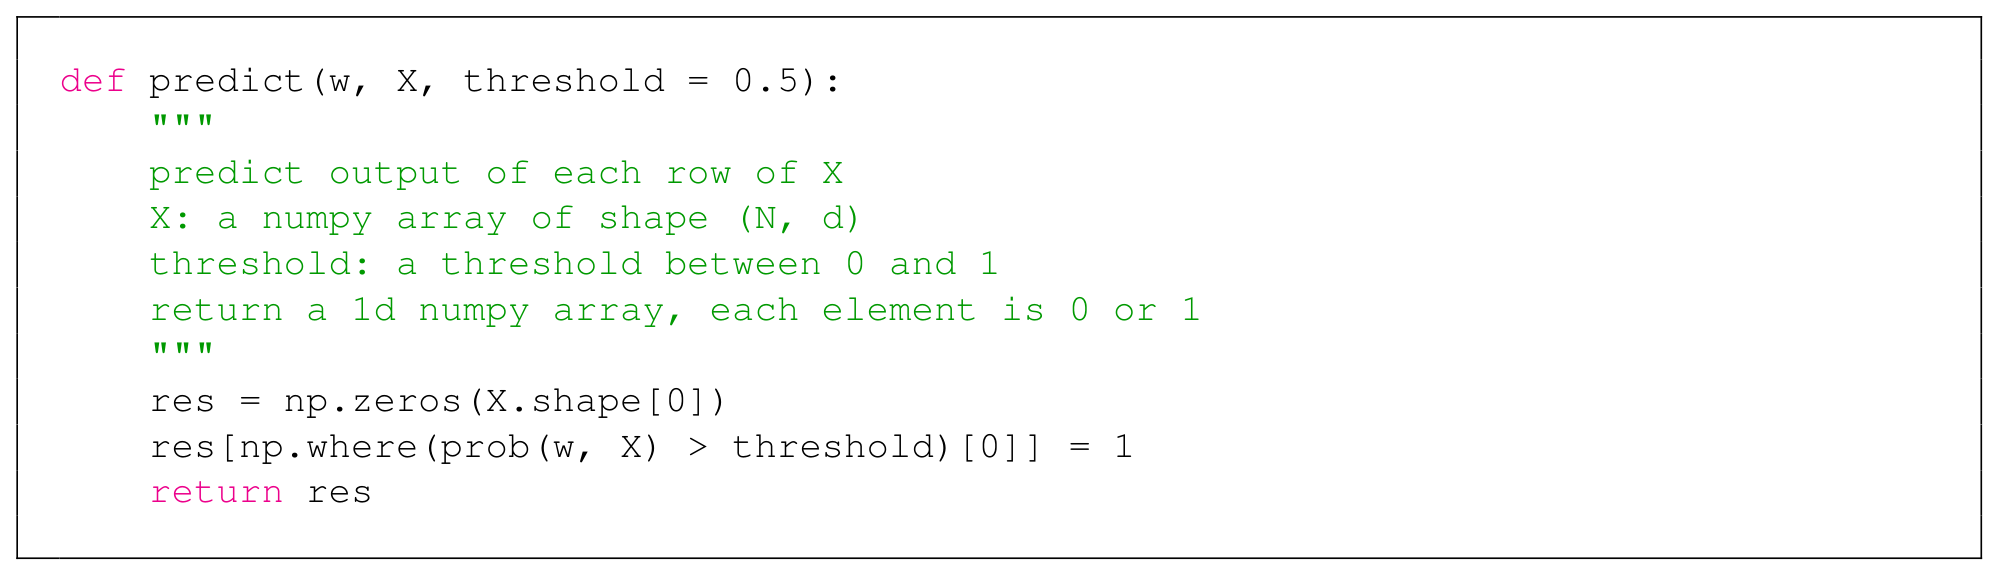 def predict(w, X, threshold = 0.5):
    """
    predict output of each row of X
    X: a numpy array of shape (N, d)
    threshold: a threshold between 0 and 1
    return a 1d numpy array, each element is 0 or 1
    """
    res = np.zeros(X.shape[0])
    res[np.where(prob(w, X) > threshold)[0]] = 1
    return res